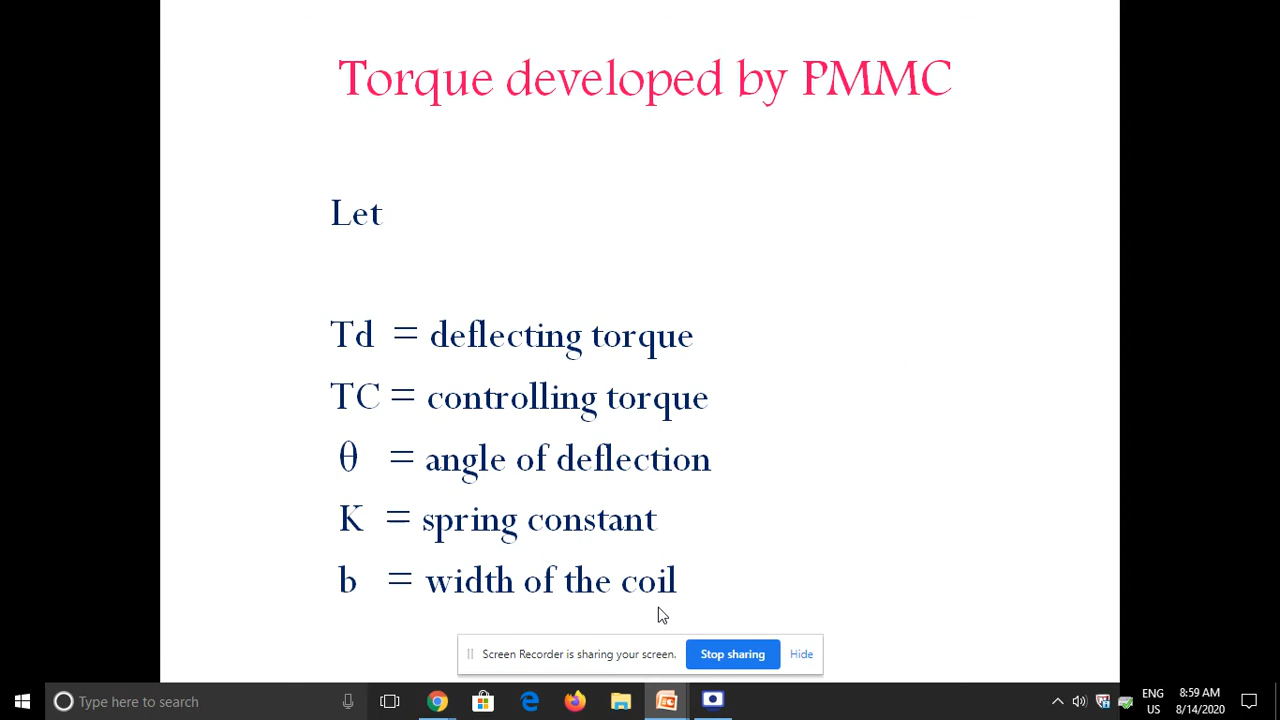 Torque developed by PMMC
Let
Td = deflecting torque
TC = controlling torque
θ = angle of deflection
K = spring constant
b = width of the coil
Screen Recorder is sharing your screen. Stop sharing Hide
Type here to search
ENG 8:59 AM
US 8/14/2020